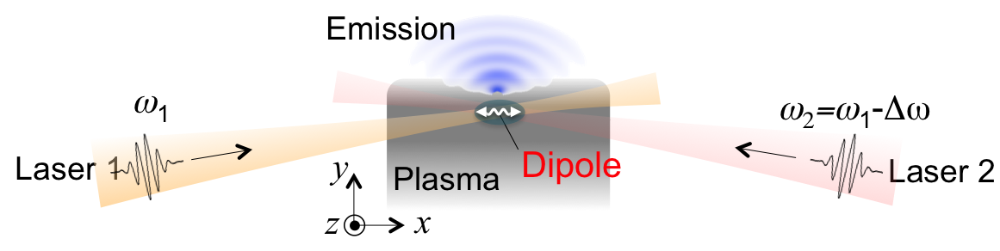 Emission
ω1
ω2=ω1-Δω
Laser 1
Dipole
Laser 2
y
Plasma
z
x